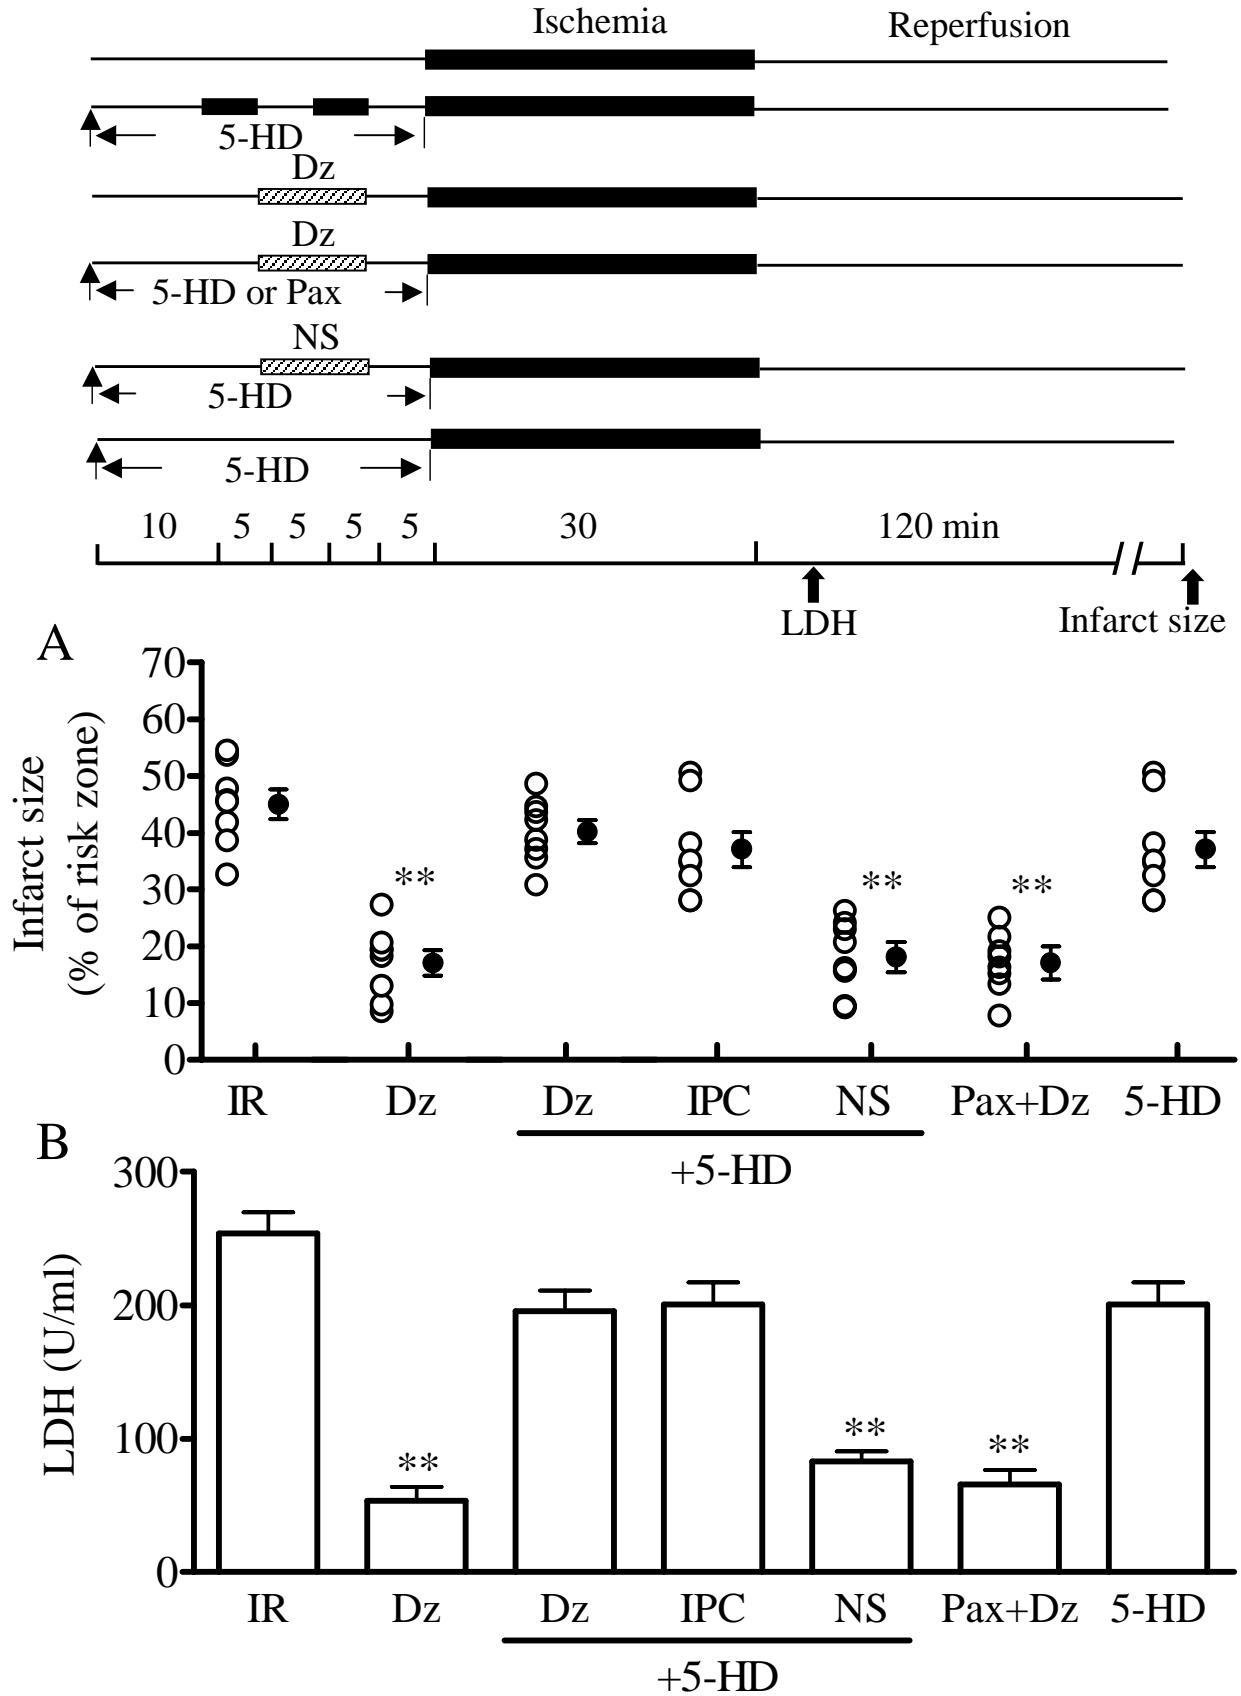 Ischemia Reperfusion
5-HD
Dz
Dz
5-HD or Pax
NS
5-HD
5-HD
10 5 5 5 5 30 120 min
LDH Infarct size
A
Infarct size
(% of risk zone)
70
60
50
40
30
20
10
0
** ** **
IR Dz Dz IPC NS Pax+Dz 5-HD
+5-HD
B
LDH (U/ml)
300
200
100
0
** ** **
IR Dz Dz IPC NS Pax+Dz 5-HD
+5-HD